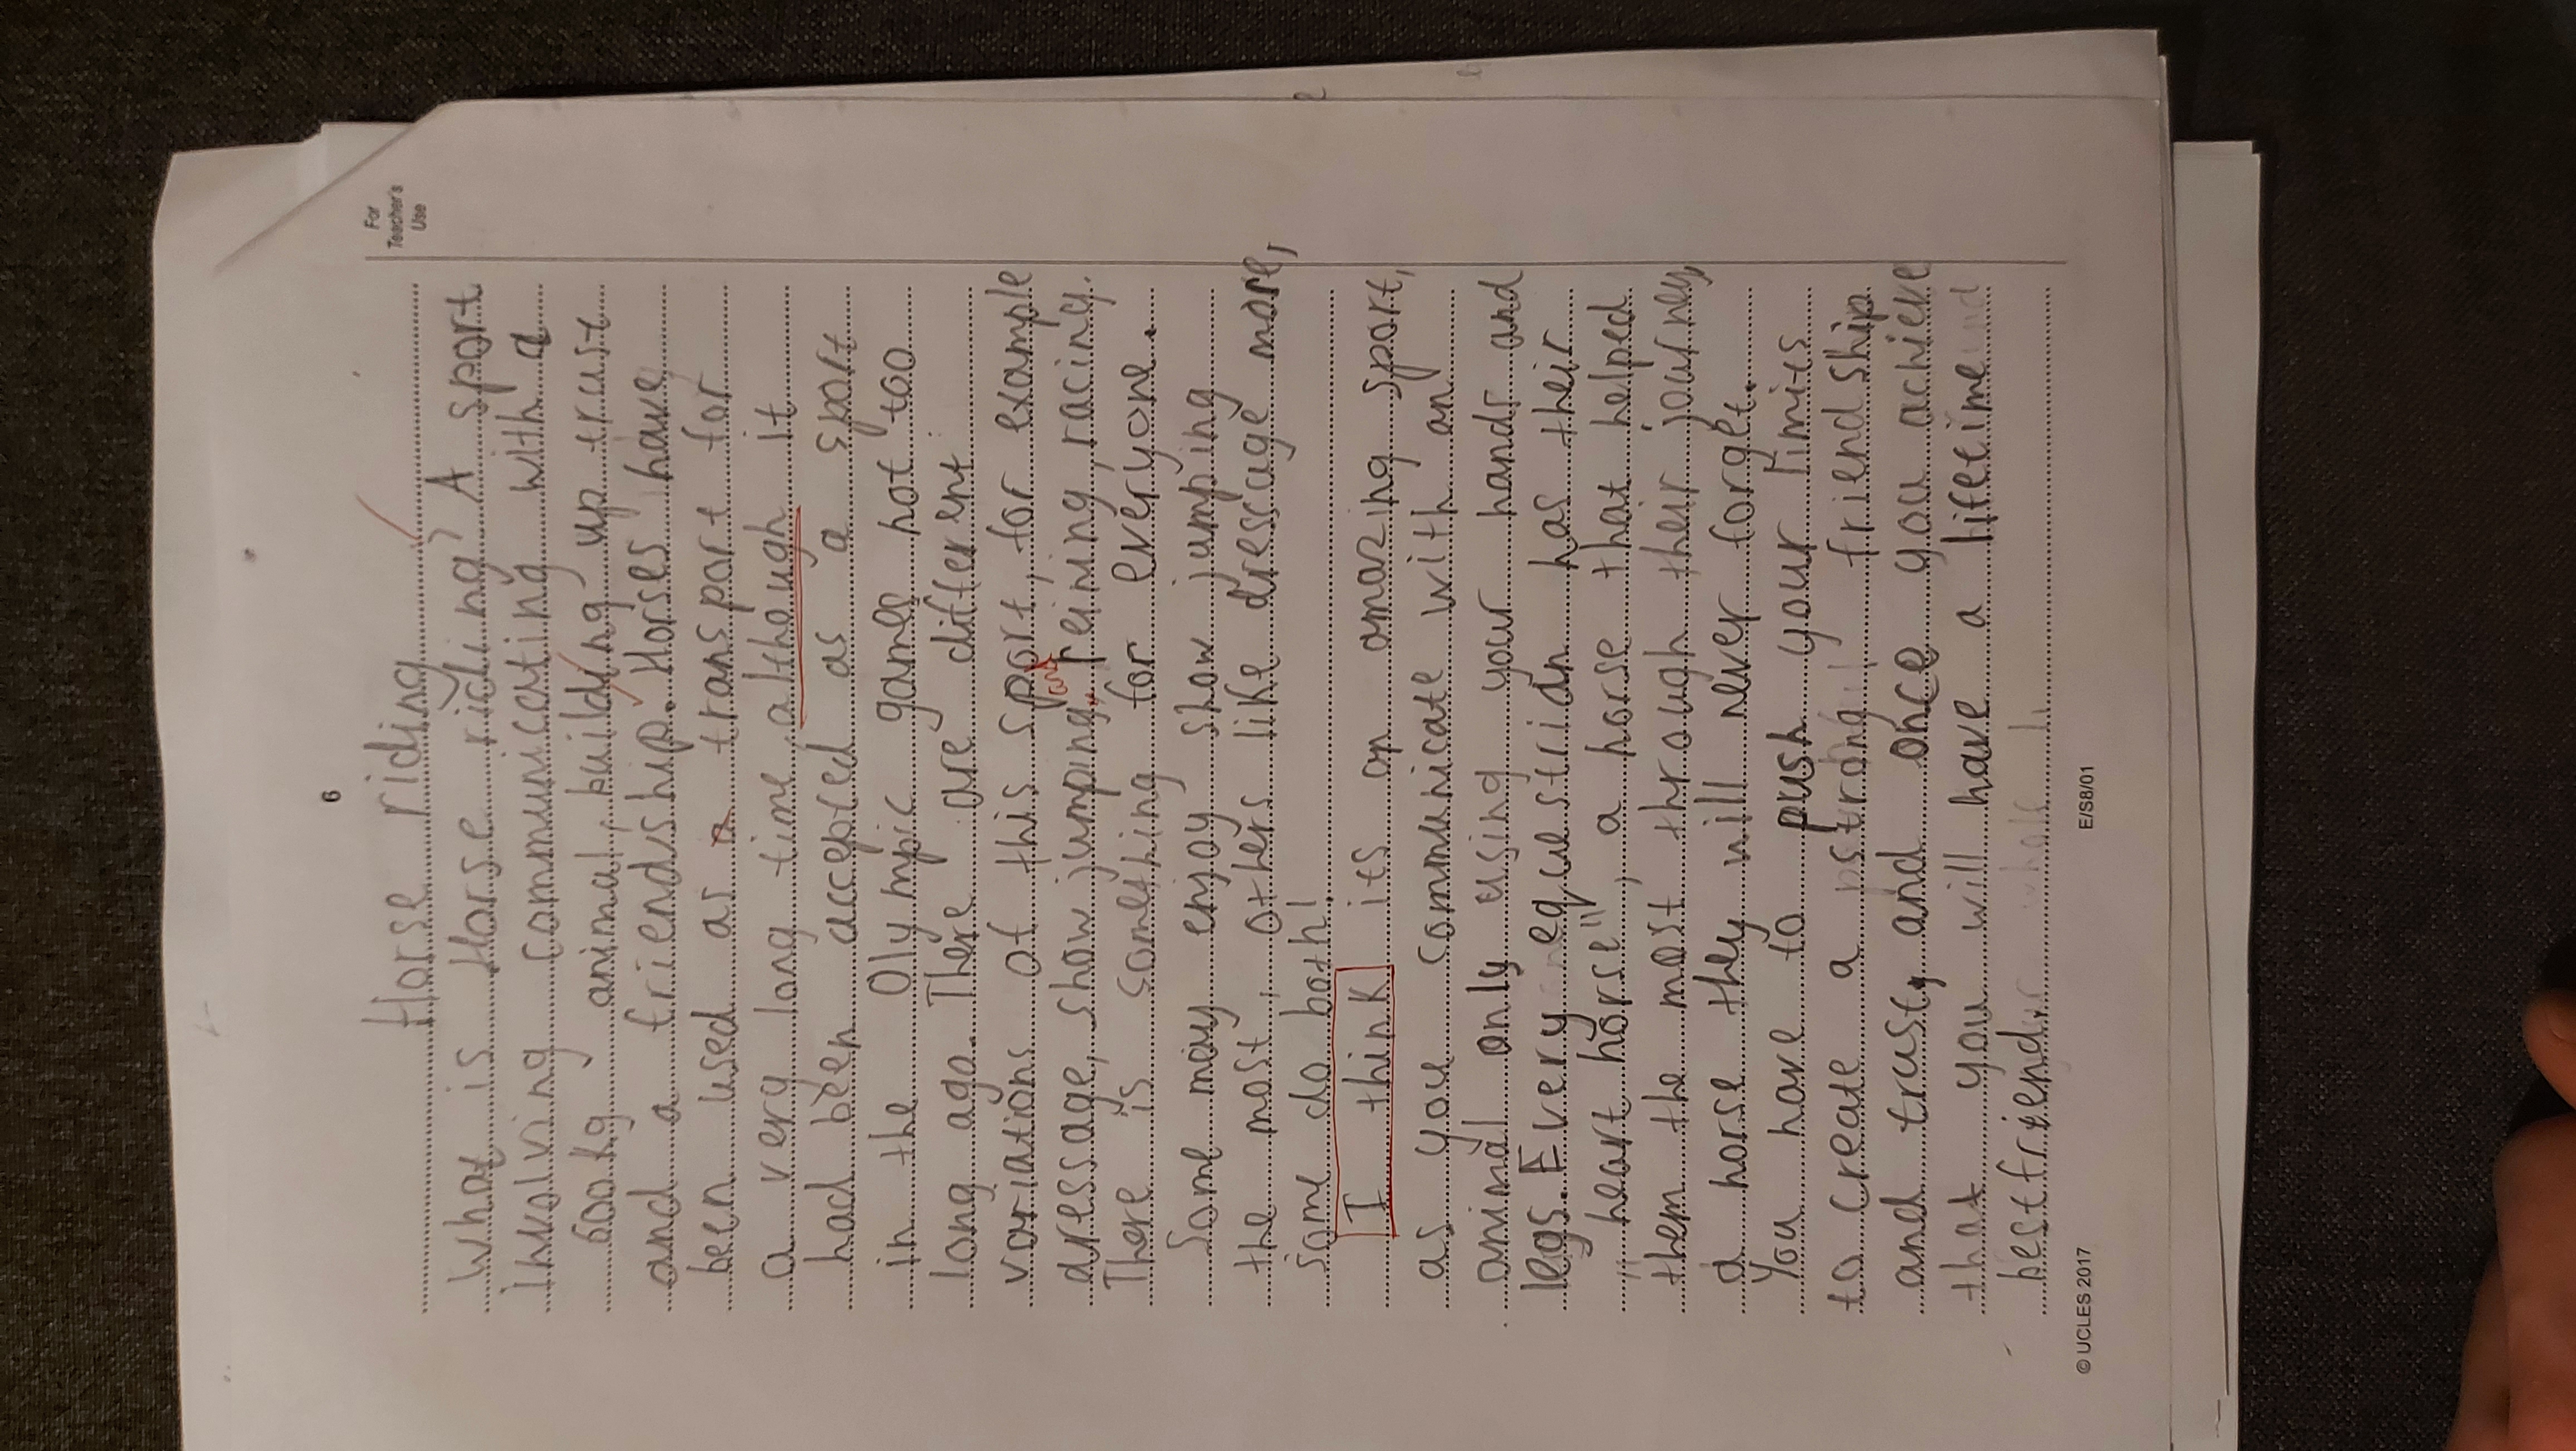 6
For
Teacher's
Use
Horse riding
What is Horse riding? A sport
involving communicating with a
600kg animal, building up trust
and a friendship. Horses have
been used as a transport for
a very long time, although it
had been accepted as a sport
in the Olympic games not too
long ago. There are different
variations of this sport, for example
and
dressage, show jumping, reining, racing.
There is something for everyone.
Some may enjoy show jumping
the most, others like dressage more,
some do both!
I think its an amazing sport,
as you communicate with an
animal only using your hands and
legs. Every equestrian has their
„heart horse", a horse that helped
them the most through their journey,
a horse they will never forget.
You have to push your limits
to create a strong friendship
and trust, and once you achieve
that you will have a lifetime
bestfriend.
© UCLES 2017
E/S8/01